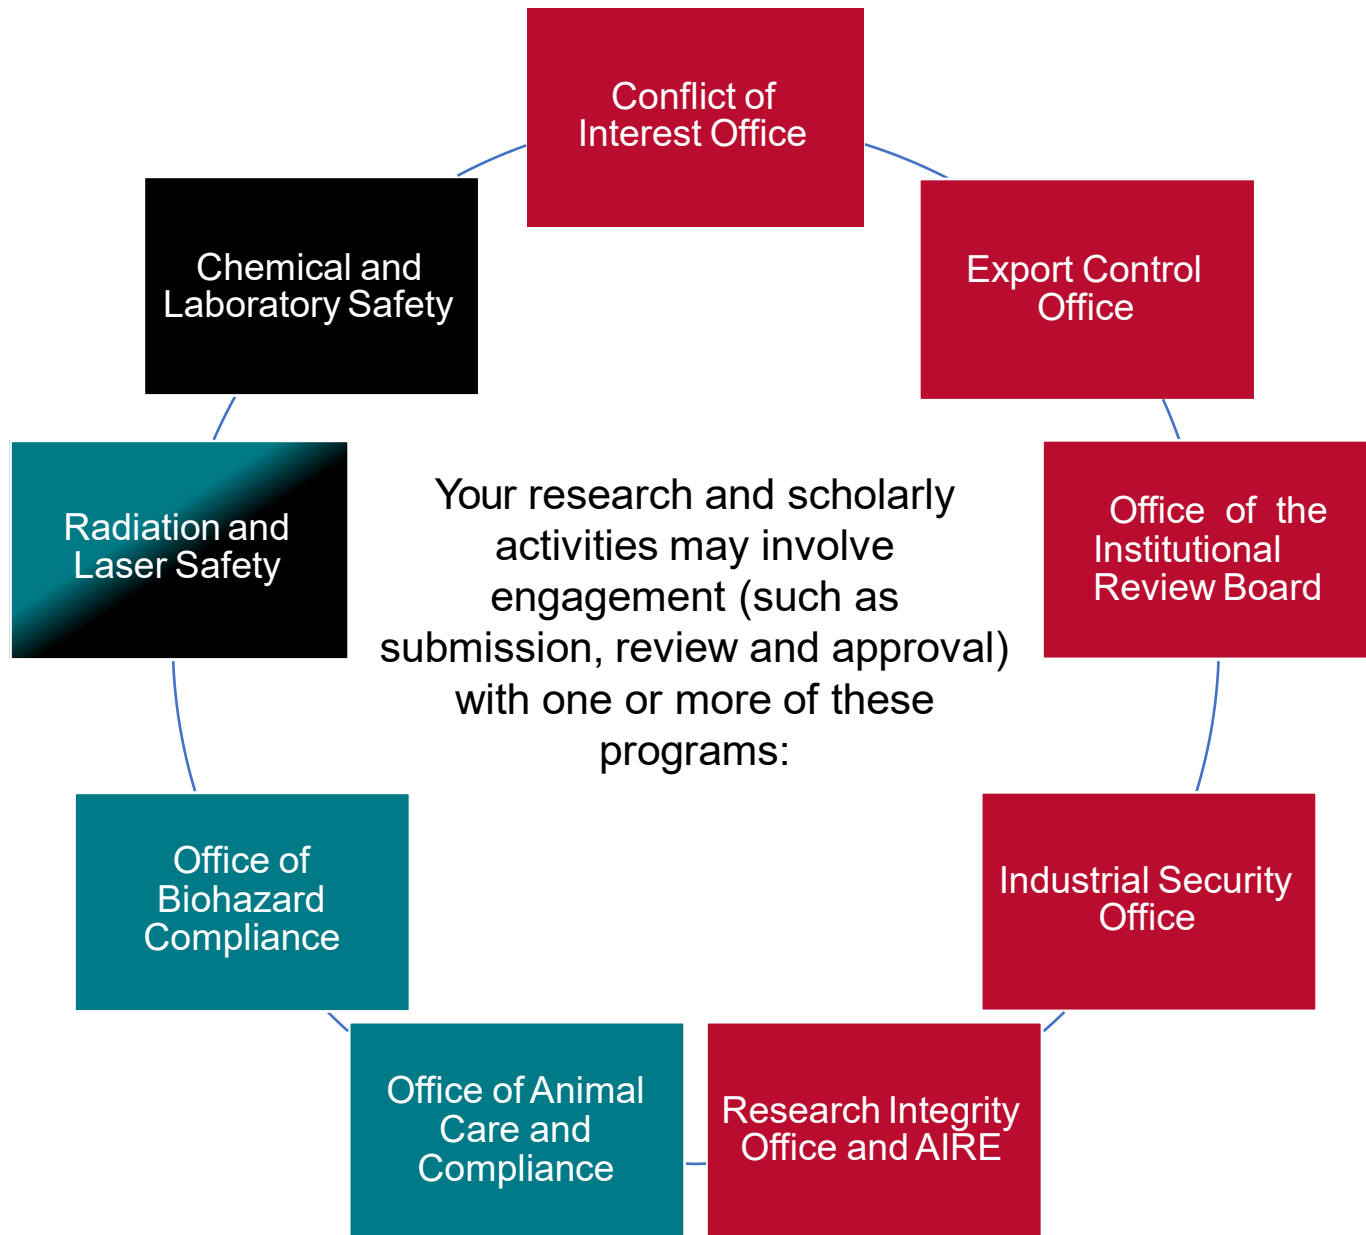 Conflict of
Interest Office
Export Control
Office
Office of the
Institutional
Review Board
Industrial Security
Office
Research Integrity
Office and AIRE
Office of Animal
Care and
Compliance
Office of
Biohazard
Compliance
Radiation and
Laser Safety
Chemical and
Laboratory Safety
Your research and scholarly
activities may involve
engagement (such as
submission, review and approval)
with one or more of these
programs: